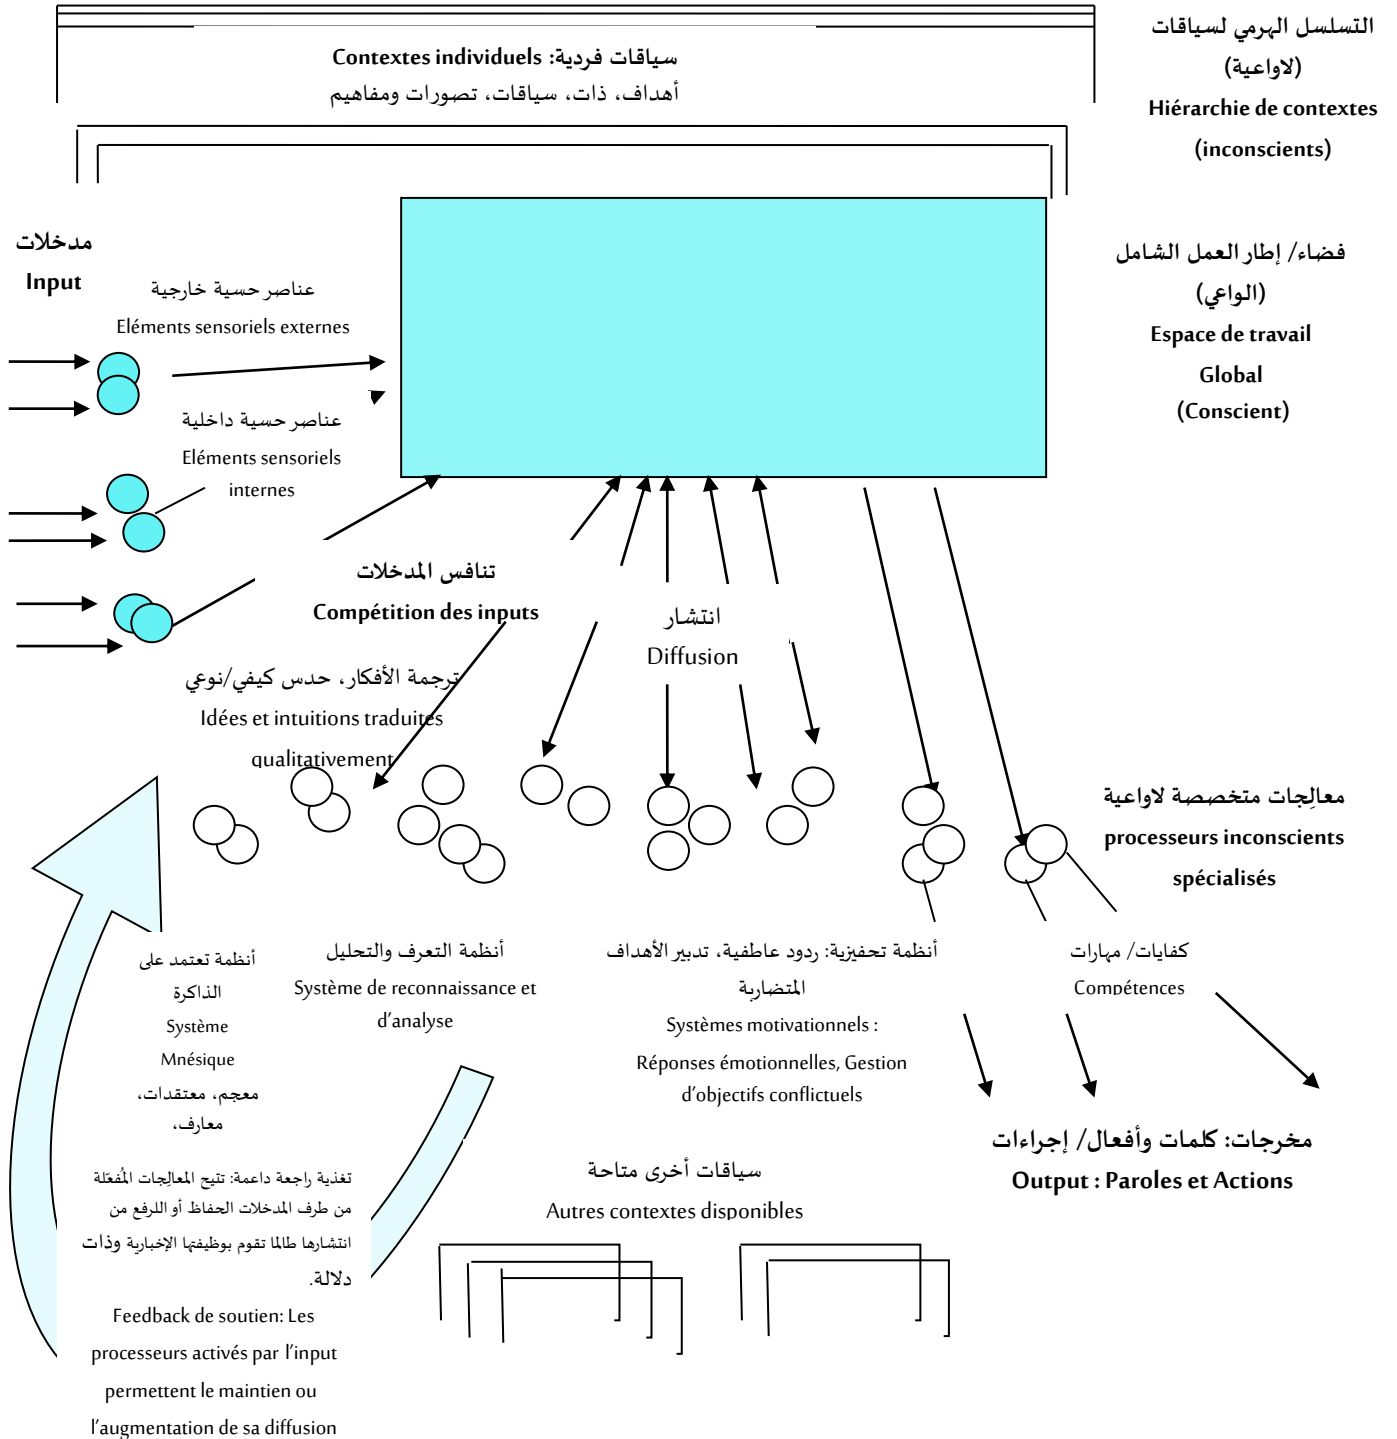 التسلسل الهرمي لسياقات
(لاواعية)
Hiérarchie de contextes
(inconscients)
سياقات فردية: Contextes individuels
أهداف، ذات، سياقات، تصورات ومفاهيم
مدخلات
Input
عناصر حسية خارجية
Eléments sensoriels externes
عناصر حسية داخلية
Eléments sensoriels
internes
فضاء/ إطار العمل الشامل
(الواعي)
Espace de travail
Global
(Conscient)
تنافس المدخلات
Compétition des inputs
انتشار
Diffusion
ترجمة الأفكار، حدس كيفي/نوعي
Idées et intuitions traduites
qualitativement
معالِجات متخصصة لاواعية
processeurs inconscients
spécialisés
أنظمة تعتمد على
الذاكرة
Système
Mnésique
معجم، معتقدات،
معارف،
أنظمة التعرف والتحليل
Système de reconnaissance et
d'analyse
أنظمة تحفيزية: ردود عاطفية، تدبير الأهداف
المتضاربة
Systèmes motivationnels :
Réponses émotionnelles, Gestion
d'objectifs conflictuels
كفايات/ مهارات
Compétences
مخرجات: كلمات وأفعال/ إجراءات
Output : Paroles et Actions
سياقات أخرى متاحة
Autres contextes disponibles
تغذية راجعة داعمة: تتيح المعالِجات المُفعّلة
من طرف المدخلات الحفاظ أو اللرفع من
انتشارها طالما تقوم بوظيفتها الإخبارية وذات
دلالة.
Feedback de soutien: Les
processeurs activés par l'input
permettent le maintien ou
l'augmentation de sa diffusion